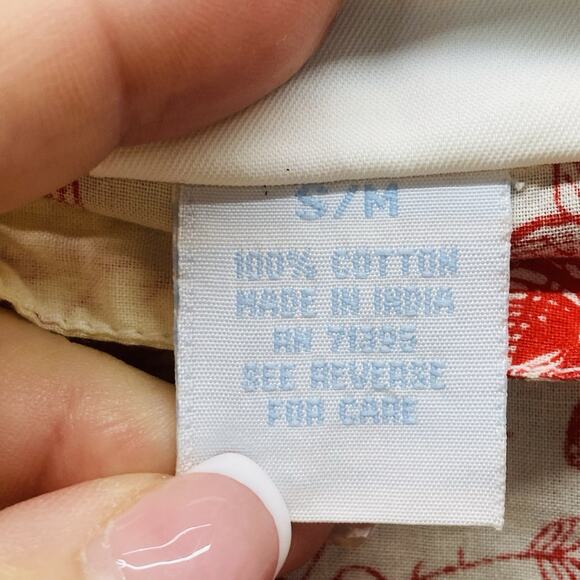 S/M
100% COTTON
MADE IN INDIA
RN 71395
SEE REVERSE
FOR CARE